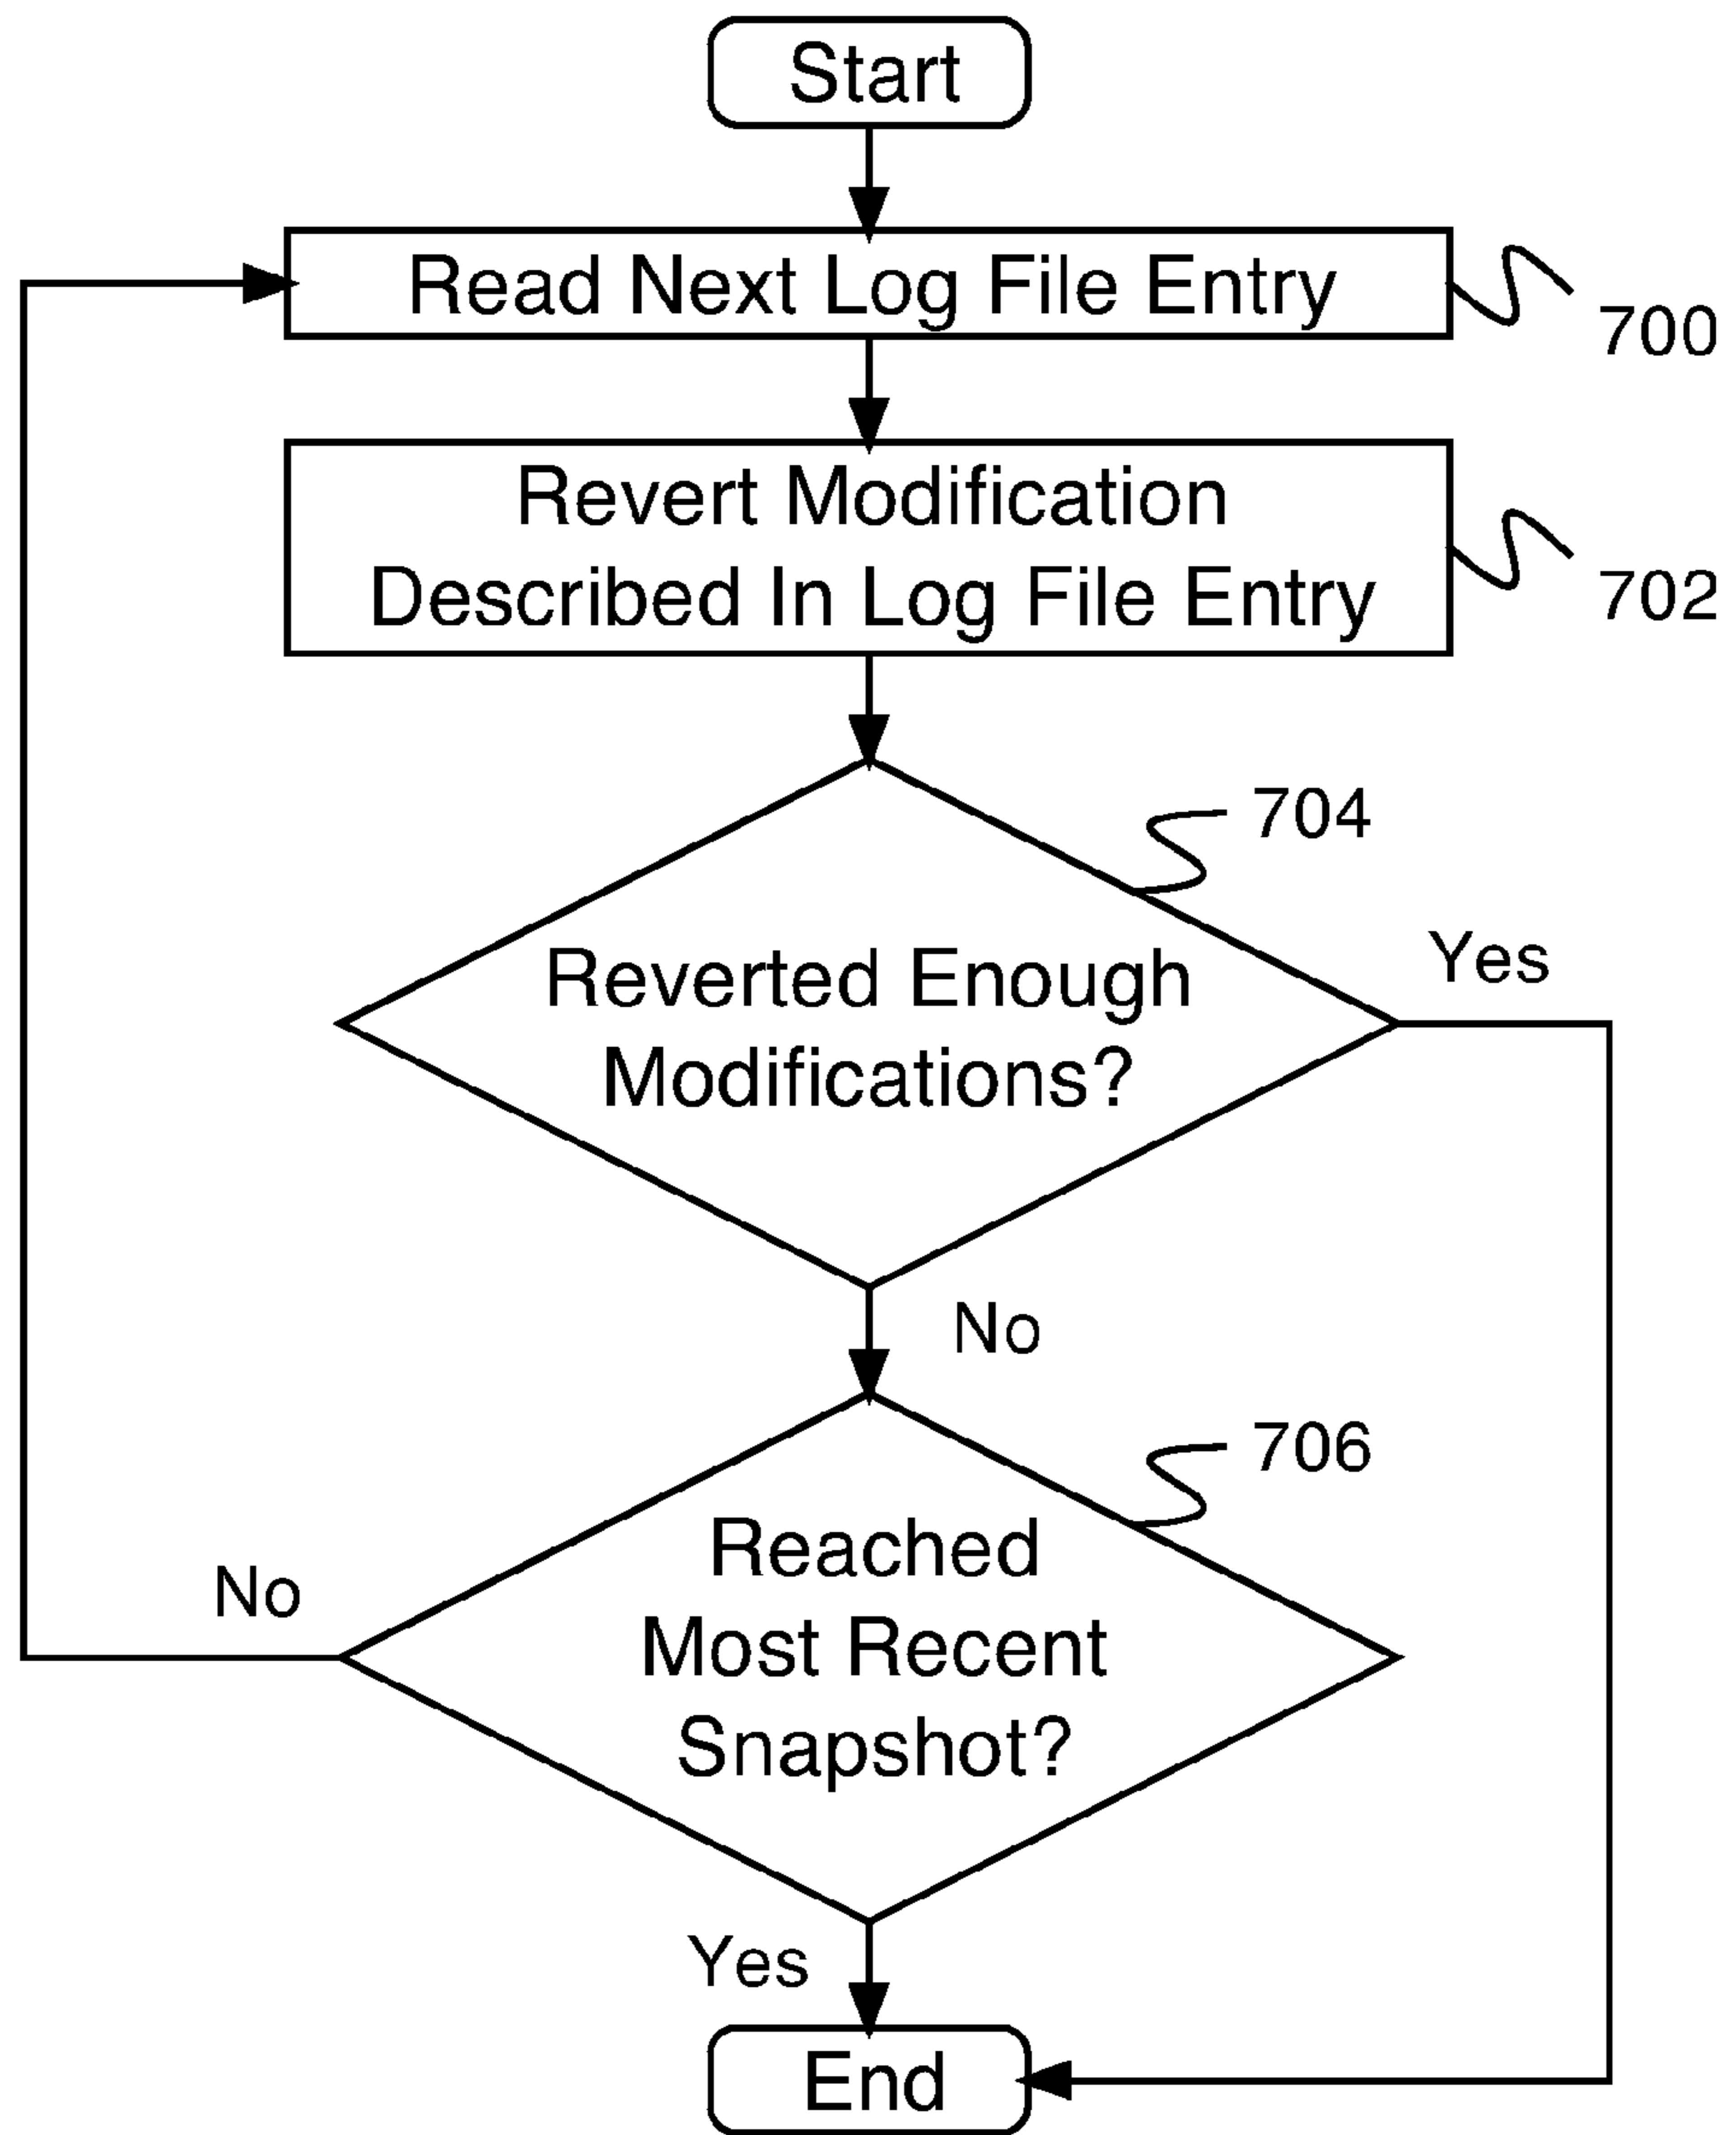 Start
Read Next Log File Entry
700
Revert Modification
Described In Log File Entry
702
704
Reverted Enough
Modifications?
Yes
No
706
Reached
Most Recent
Snapshot?
No
Yes
End